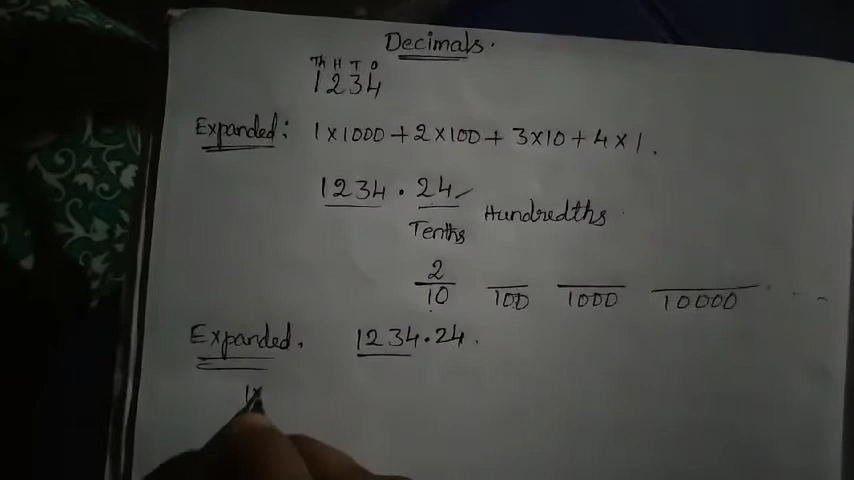 Decimals.
Th H T O
1234
Expanded: 1×1000 + 2×100 + 3×10 + 4×1.
1234.24
Tenths Hundredths.
2/10 /100 /1000 /10000 . . .
Expanded. 1234.24.
1×